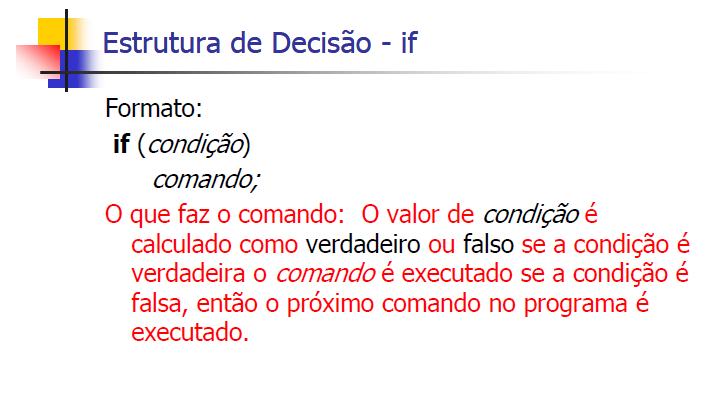 Estrutura de Decisão - if
Formato:
if (condição)
comando;
O que faz o comando: O valor de condição é
calculado como verdadeiro ou falso se a condição é
verdadeira o comando é executado se a condição é
falsa, então o próximo comando no programa é
executado.